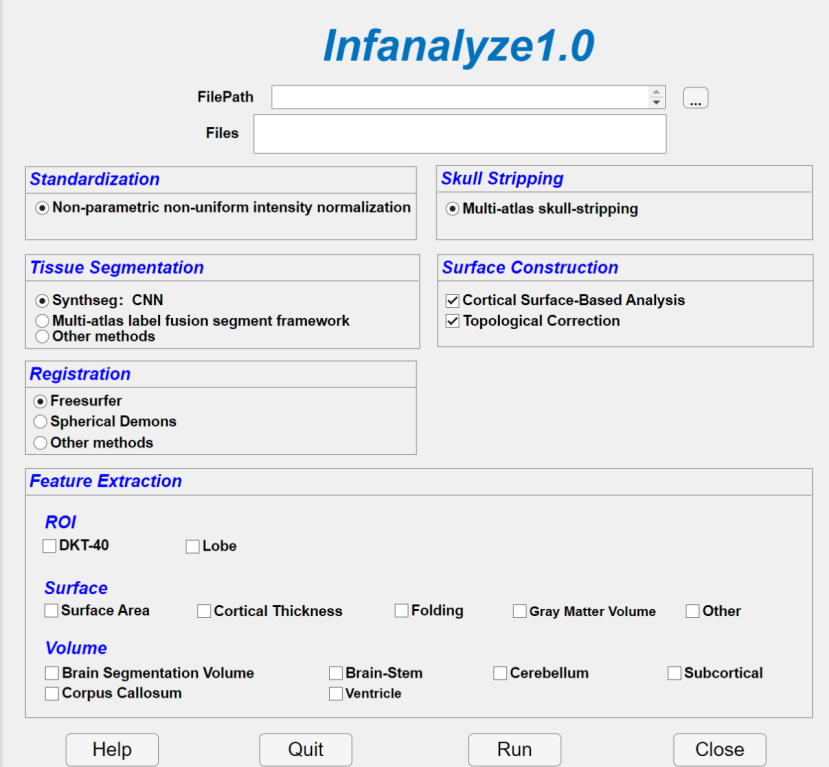 Infanalyze1.0
FilePath
...
Files
Standardization
Non-parametric non-uniform intensity normalization
Skull Stripping
Multi-atlas skull-stripping
Tissue Segmentation
Synthseg: CNN
Multi-atlas label fusion segment framework
Other methods
Surface Construction
Cortical Surface-Based Analysis
Topological Correction
Registration
Freesurfer
Spherical Demons
Other methods
Feature Extraction
ROI
DKT-40 Lobe
Surface
Surface Area Cortical Thickness Folding Gray Matter Volume Other
Volume
Brain Segmentation Volume Brain-Stem Cerebellum Subcortical
Corpus Callosum Ventricle
Help Quit Run Close